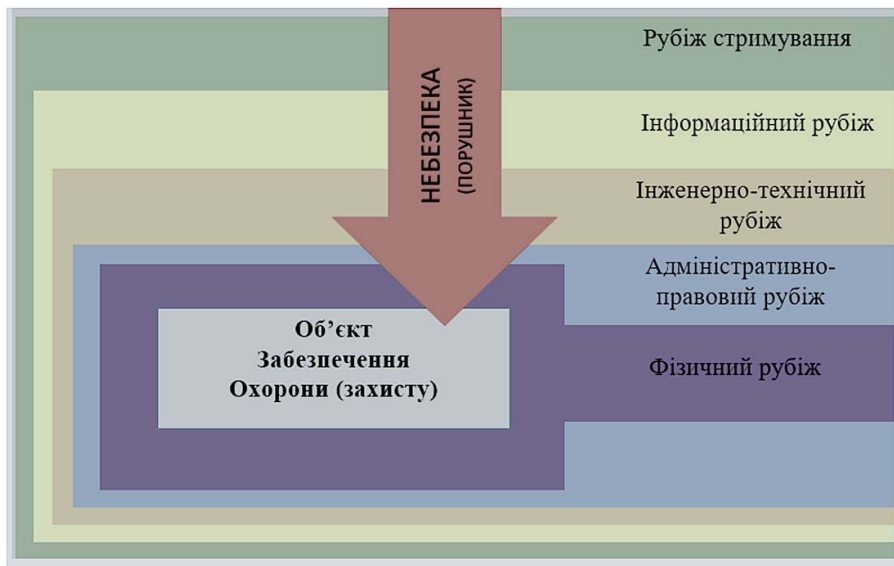 Рубіж стримування
НЕБЕЗПЕКА
(ПОРУШНИК)
Інформаційний рубіж
Інженерно-технічний
рубіж
Адміністративно-
правовий рубіж
Об’єкт
Забезпечення
Охорони (захисту)
Фізичний рубіж